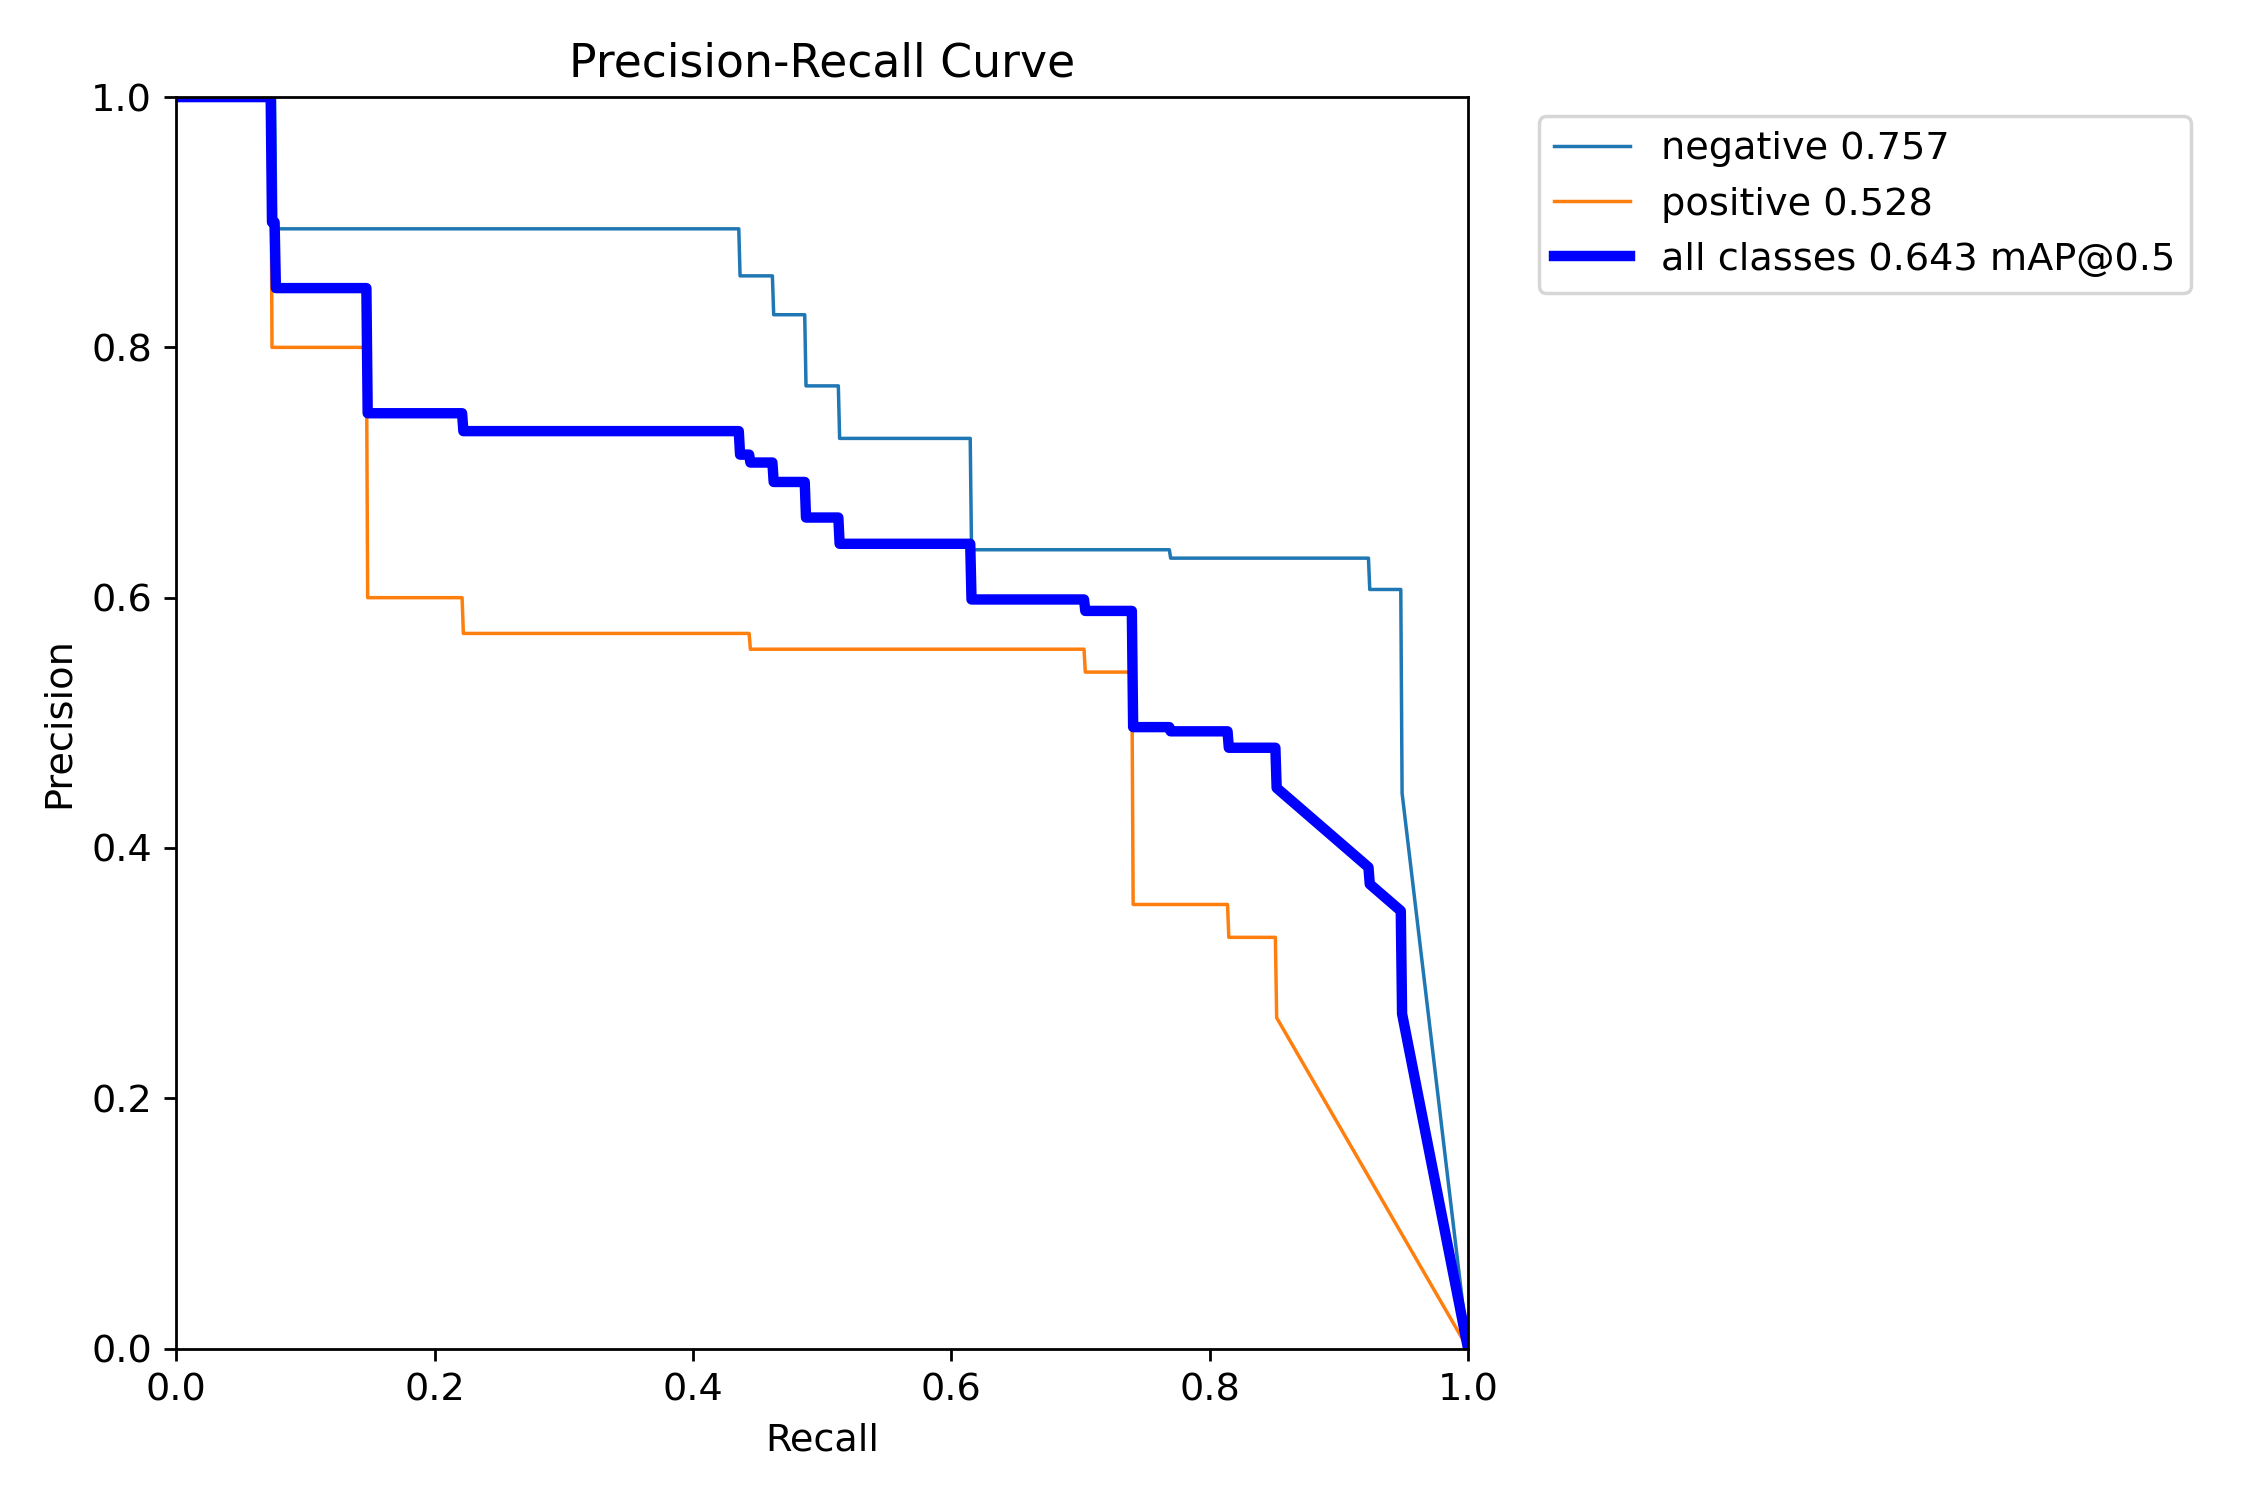 Precision-Recall Curve
1.0
0.8
0.6
0.4
0.2
0.0
Precision
0.0 0.2 0.4 0.6 0.8 1.0
Recall
negative 0.757
positive 0.528
all classes 0.643 mAP@0.5